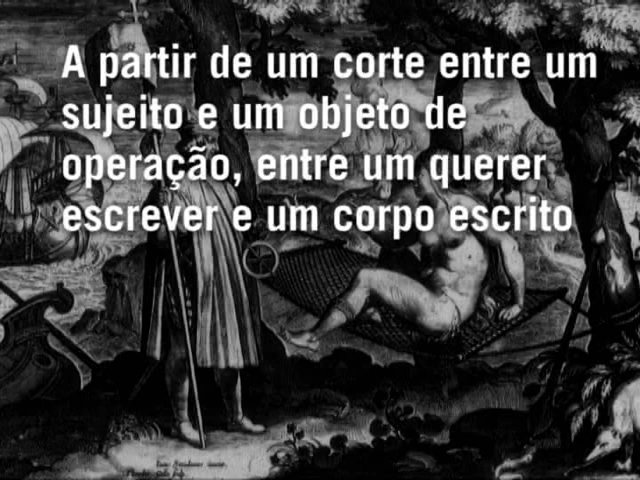 A partir de um corte entre um
sujeito e um objeto de
operação, entre um querer
escrever e um corpo escrito